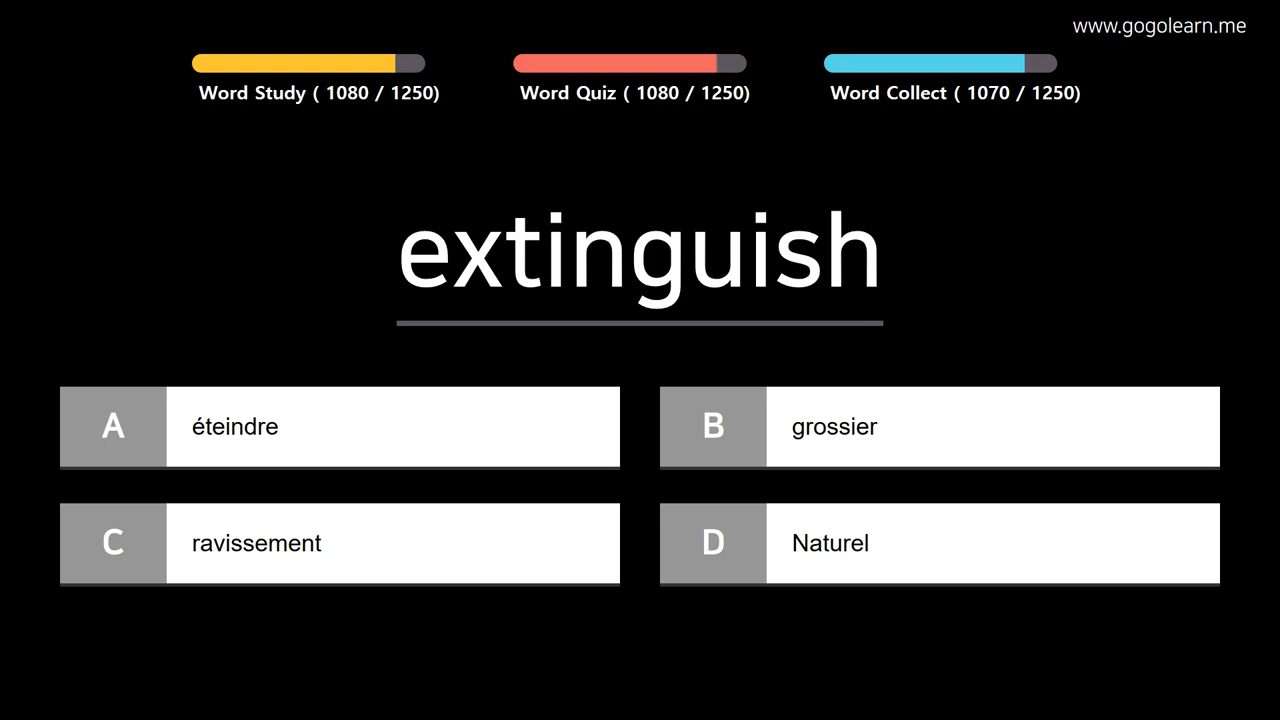 www.gogolearn.me
Word Study ( 1080 / 1250)
Word Quiz ( 1080 / 1250)
Word Collect ( 1070 / 1250)
extinguish
A éteindre
B grossier
C ravissement
D Naturel